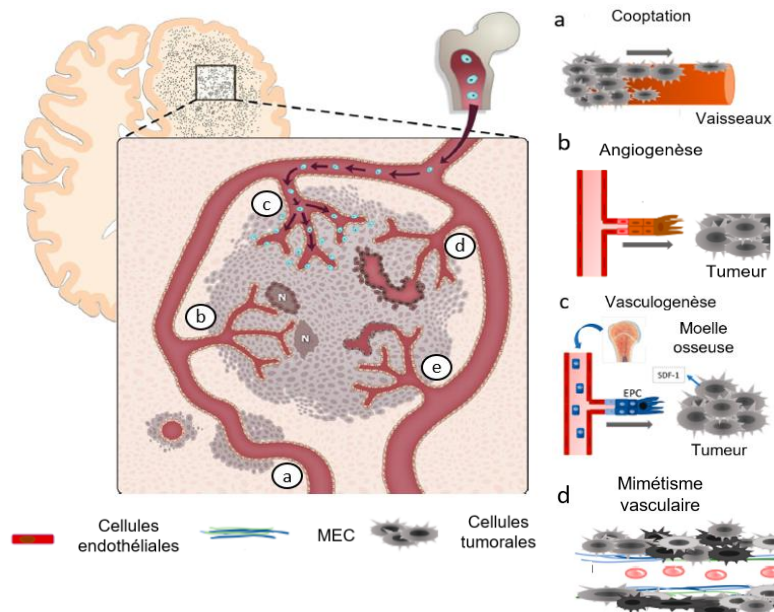 a
Cooptation
Vaisseaux
b
Angiogenèse
Tumeur
c
Vasculogenèse
Moelle
osseuse
SDF-1
EPC
Tumeur
d
Mimétisme
vasculaire
c
d
b
N
N
e
a
Cellules
endothéliales
MEC
Cellules
tumorales